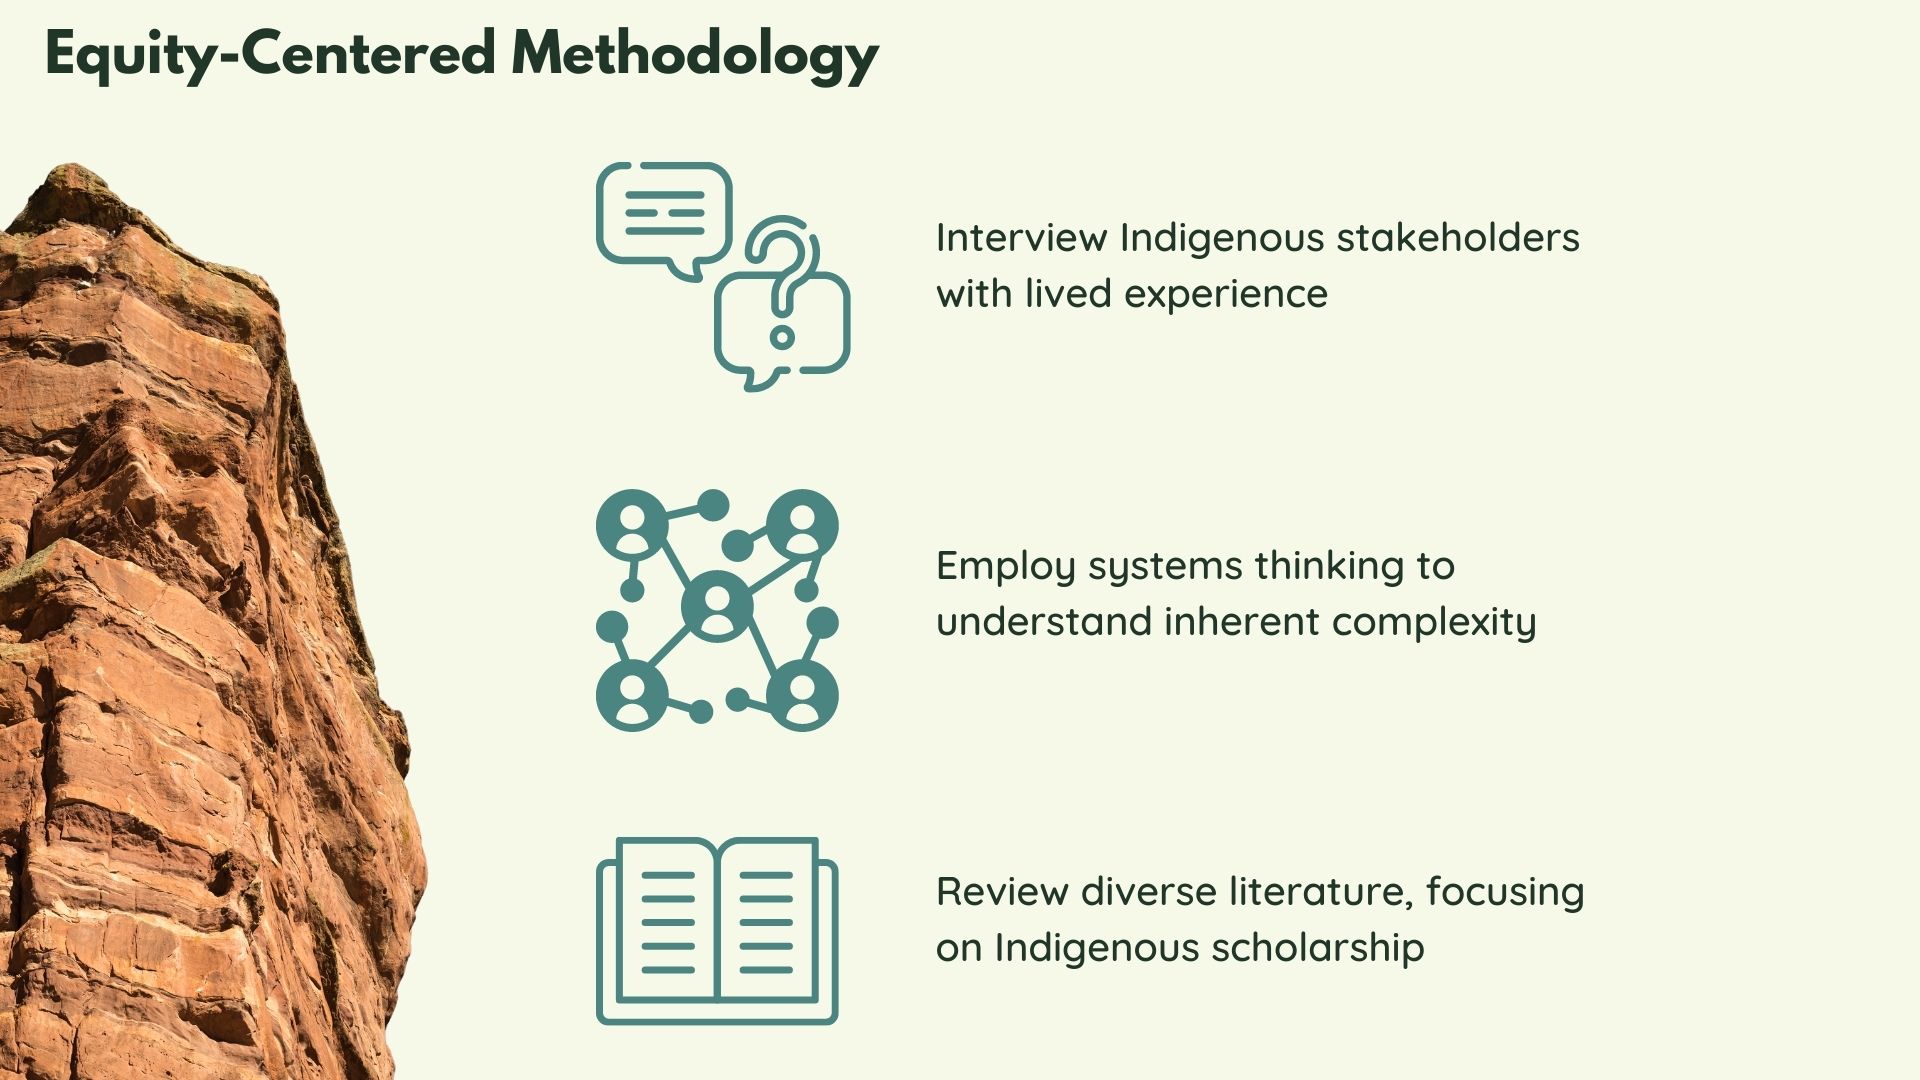 Equity-Centered Methodology
Interview Indigenous stakeholders
with lived experience
Employ systems thinking to
understand inherent complexity
Review diverse literature, focusing
on Indigenous scholarship